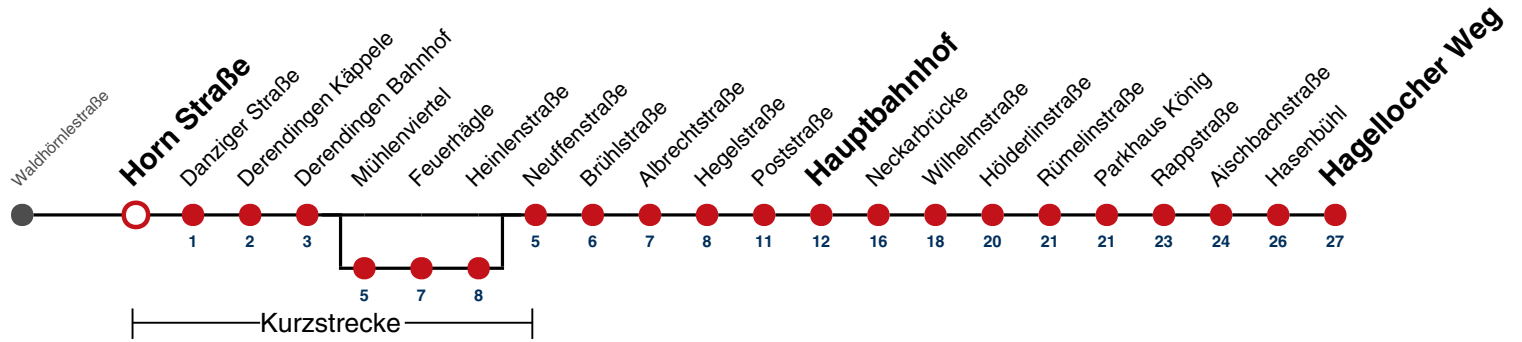 Waldhörnlestraße
Horn Straße
Danziger Straße
Derendingen Käppele
Derendingen Bahnhof
Mühlenviertel
Feuerhägle
Heinlenstraße
Neuffenstraße
Brühlstraße
Albrechtstraße
Hegelstraße
Poststraße
Hauptbahnhof
Neckarbrücke
Wilhelmstraße
Hölderlinstraße
Rümelinstraße
Parkhaus König
Rappstraße
Aischbachstraße
Hasenbühl
Hagellocher Weg
1 2 3 5 6 7 8 11 12 16 18 20 21 21 23 24 26 27
5 7 8
Kurzstrecke